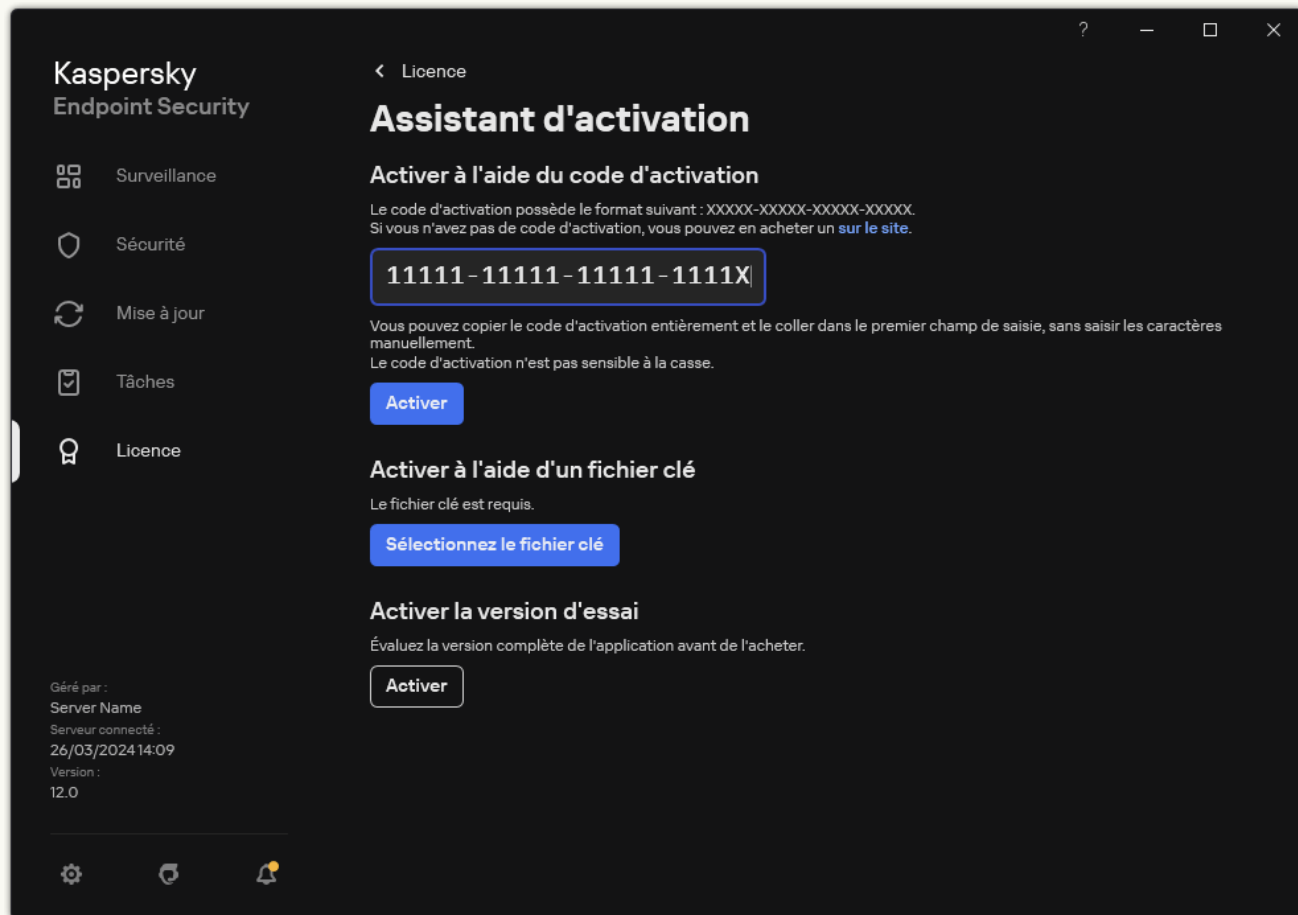 ?
Kaspersky
Endpoint Security
Surveillance
Sécurité
Mise à jour
Tâches
Licence
Géré par :
Server Name
Serveur connecté :
26/03/2024 14:09
Version :
12.0
Licence
Assistant d'activation
Activer à l'aide du code d'activation
Le code d'activation possède le format suivant : XXXXX-XXXXX-XXXXX-XXXXX.
Si vous n'avez pas de code d'activation, vous pouvez en acheter un sur le site.
11111-11111-11111-1111X
Vous pouvez copier le code d'activation entièrement et le coller dans le premier champ de saisie, sans saisir les caractères
manuellement.
Le code d'activation n'est pas sensible à la casse.
Activer
Activer à l'aide d'un fichier clé
Le fichier clé est requis.
Sélectionnez le fichier clé
Activer la version d'essai
Évaluez la version complète de l'application avant de l'acheter.
Activer